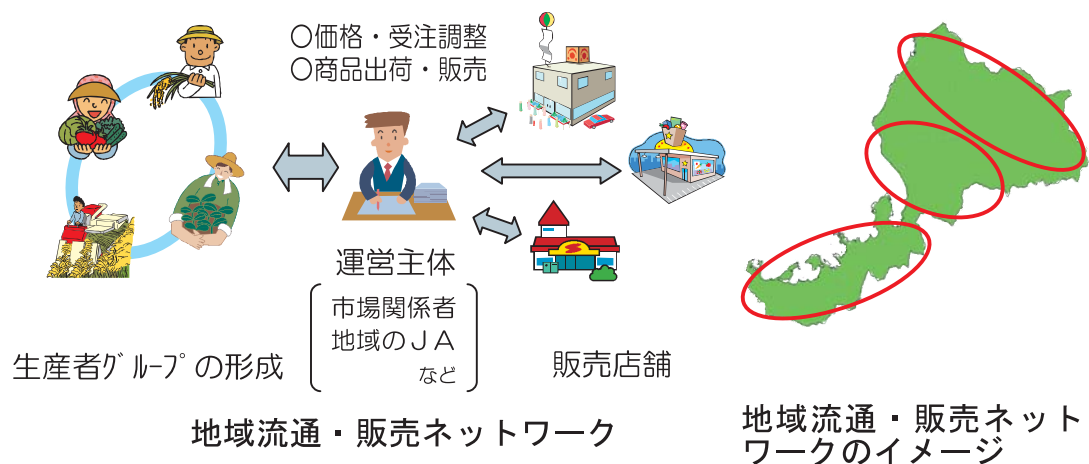 〇価格・受注調整
〇商品出荷・販売
運営主体
市場関係者
地域のＪＡ
など
生産者ｸﾞﾙｰﾌﾟの形成
販売店舗
地域流通・販売ネットワーク
地域流通・販売ネット
ワークのイメージ